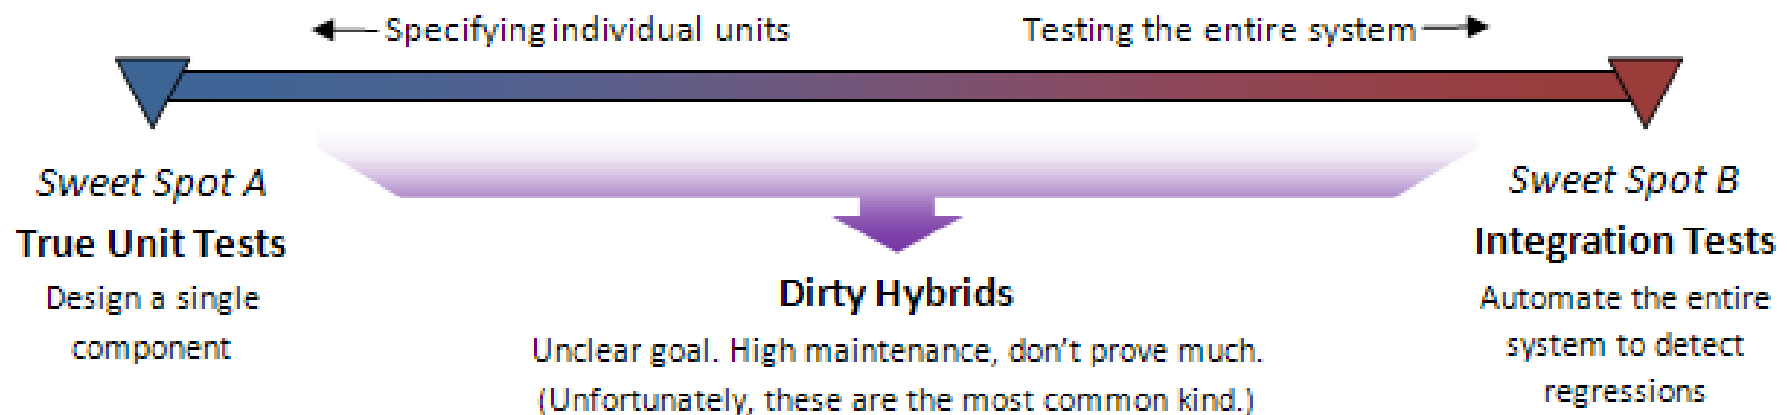 Specifying individual units
Testing the entire system
Sweet Spot A
True Unit Tests
Design a single
component
Dirty Hybrids
Unclear goal. High maintenance, don't prove much.
(Unfortunately, these are the most common kind.)
Sweet Spot B
Integration Tests
Automate the entire
system to detect
regressions